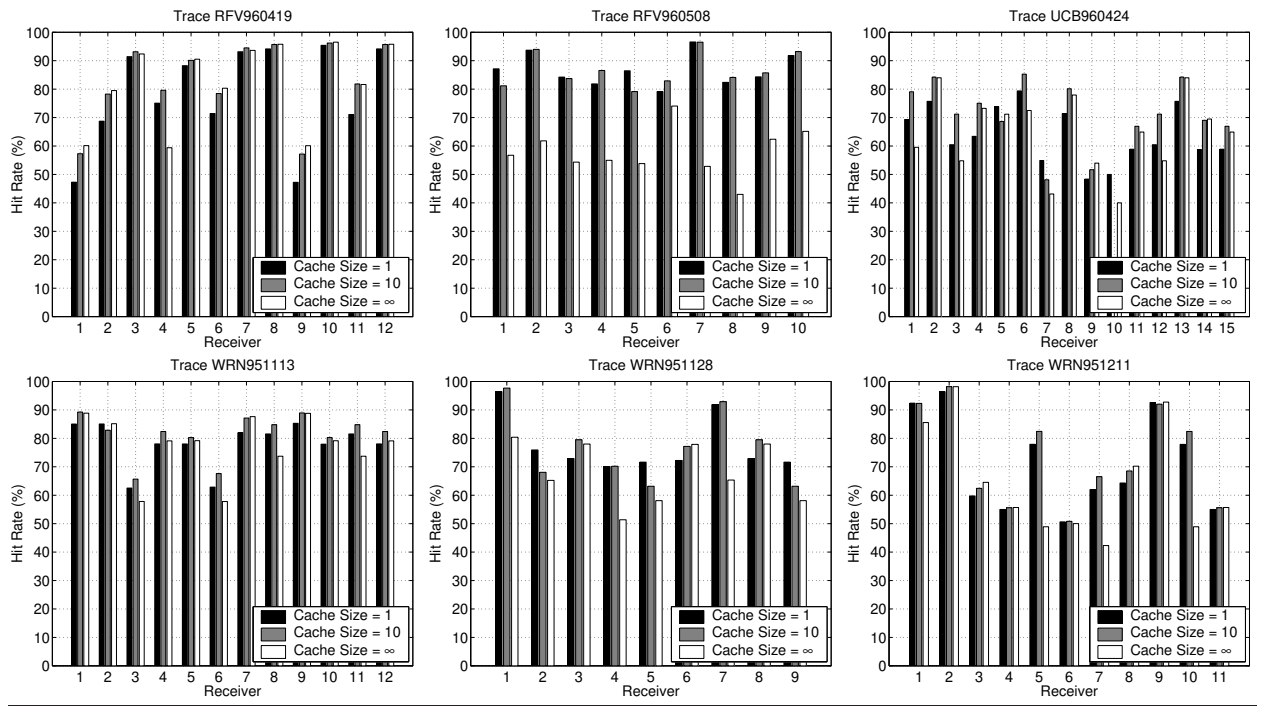 Trace RFV960419
100
90
80
70
60
50
40
30
20
10
0
Hit Rate (%)
1 2 3 4 5 6 7 8 9 10 11 12
Receiver
Cache Size = 1
Cache Size = 10
Cache Size = ∞
Trace RFV960508
100
90
80
70
60
50
40
30
20
10
0
Hit Rate (%)
1 2 3 4 5 6 7 8 9 10
Receiver
Cache Size = 1
Cache Size = 10
Cache Size = ∞
Trace UCB960424
100
90
80
70
60
50
40
30
20
10
0
Hit Rate (%)
1 2 3 4 5 6 7 8 9 10 11 12 13 14 15
Receiver
Cache Size = 1
Cache Size = 10
Cache Size = ∞
Trace WRN951113
100
90
80
70
60
50
40
30
20
10
0
Hit Rate (%)
1 2 3 4 5 6 7 8 9 10 11 12
Receiver
Cache Size = 1
Cache Size = 10
Cache Size = ∞
Trace WRN951128
100
90
80
70
60
50
40
30
20
10
0
Hit Rate (%)
1 2 3 4 5 6 7 8 9
Receiver
Cache Size = 1
Cache Size = 10
Cache Size = ∞
Trace WRN951211
100
90
80
70
60
50
40
30
20
10
0
Hit Rate (%)
1 2 3 4 5 6 7 8 9 10 11
Receiver
Cache Size = 1
Cache Size = 10
Cache Size = ∞